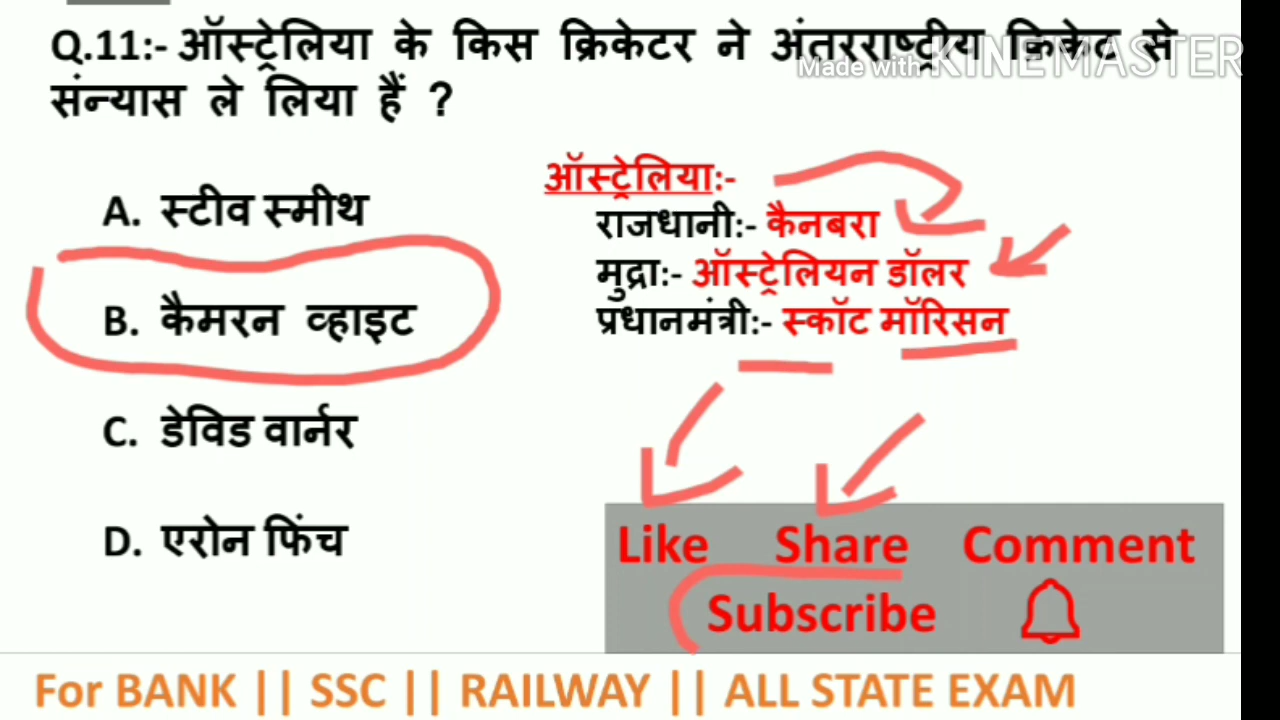 Q.11:- ऑस्ट्रेलिया के किस क्रिकेटर ने अंतरराष्ट्रीय क्रिकेट से
Made with KINEMASTER
संन्यास ले लिया हैं ?
A. स्टीव स्मीथ
B. कैमरन व्हाइट
C. डेविड वार्नर
D. एरोन फिंच
ऑस्ट्रेलिया:-
राजधानी:- कैनबरा
मुद्रा:- ऑस्ट्रेलियन डॉलर
प्रधानमंत्री:- स्कॉट मॉरिसन
Like Share Comment
Subscribe
For BANK || SSC || RAILWAY || ALL STATE EXAM